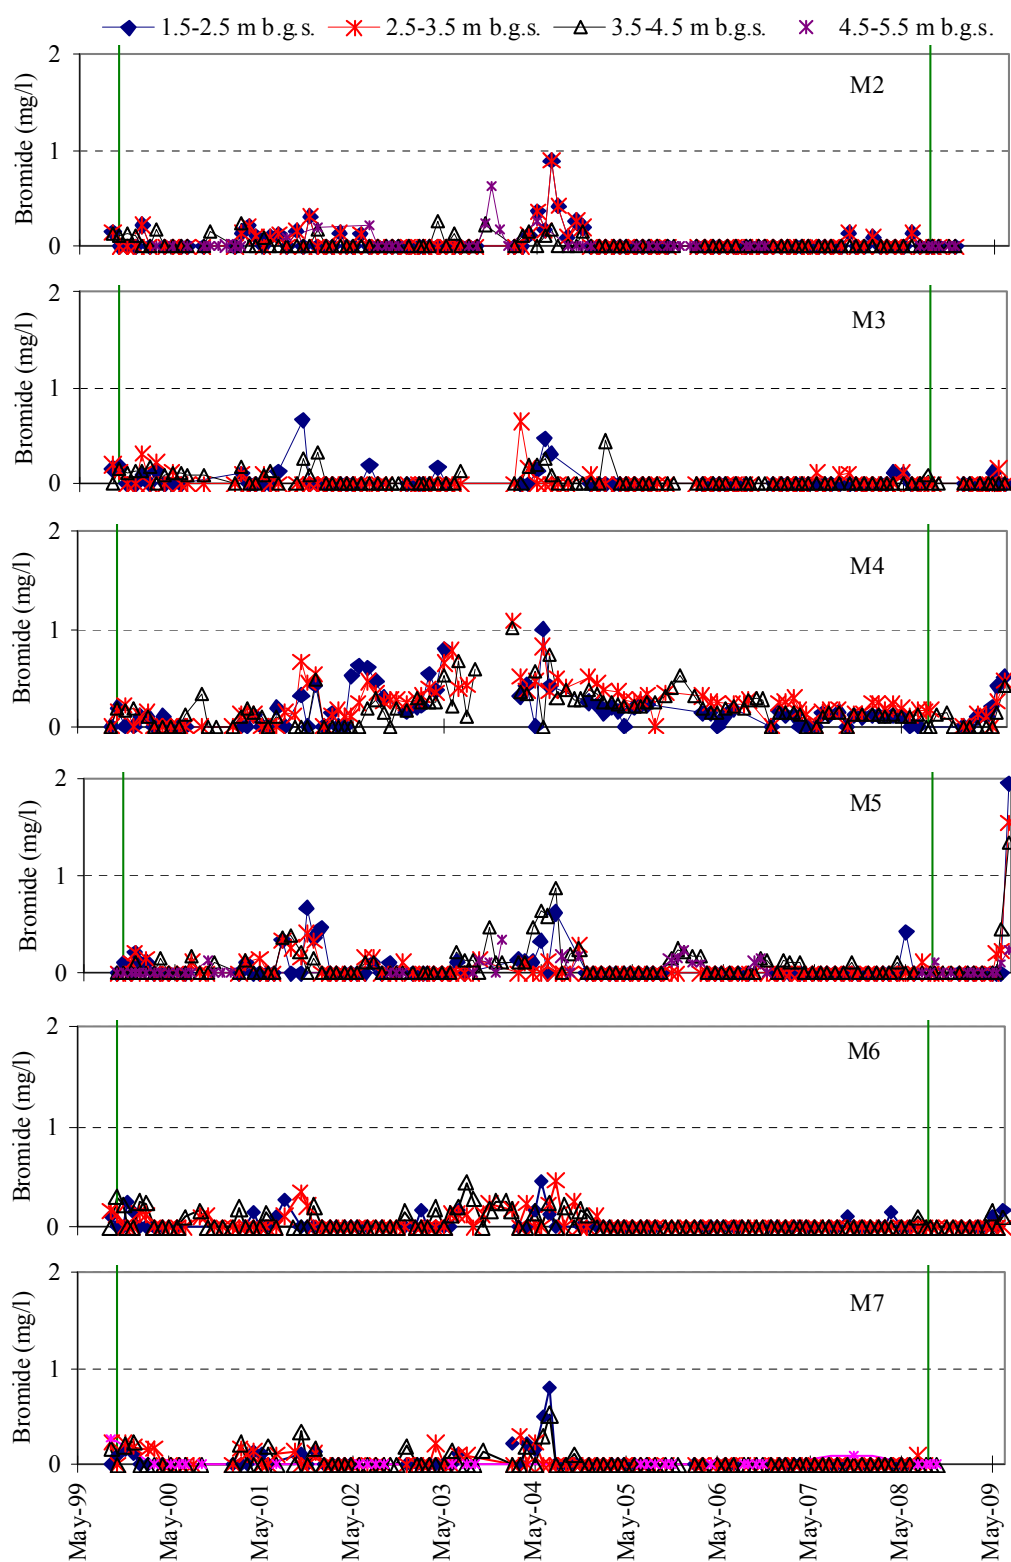 1.5-2.5 m b.g.s. 2.5-3.5 m b.g.s. 3.5-4.5 m b.g.s. 4.5-5.5 m b.g.s.
2
M2
Bromide (mg/l)
1
0
2
M3
Bromide (mg/l)
1
0
2
M4
Bromide (mg/l)
1
0
2
M5
Bromide (mg/l)
1
0
2
M6
Bromide (mg/l)
1
0
2
M7
Bromide (mg/l)
1
0
May-99
May-00
May-01
May-02
May-03
May-04
May-05
May-06
May-07
May-08
May-09